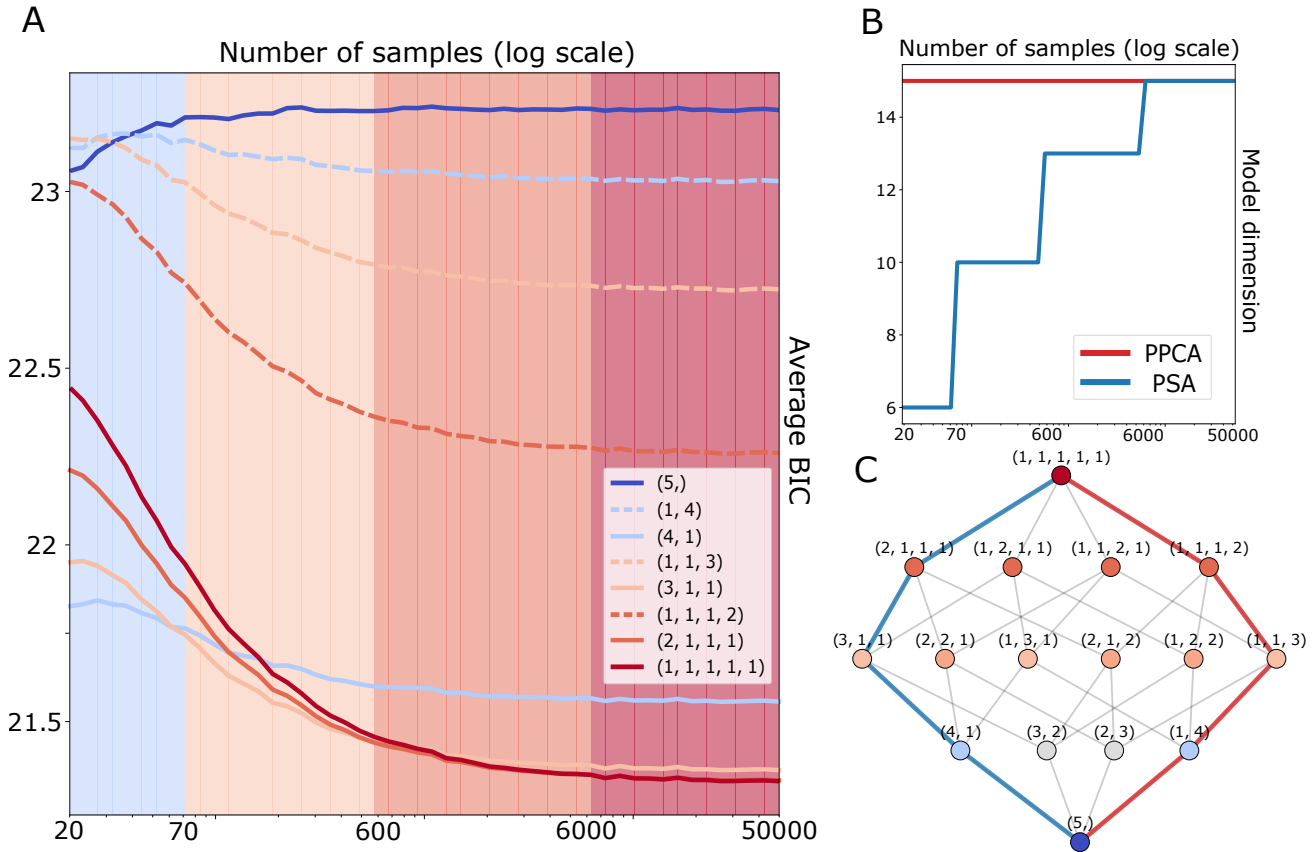 A
Number of samples (log scale)
23
22.5
22
21.5
20
70
600
6000
50000
Average BIC
(5,)
(1, 4)
(4, 1)
(1, 1, 3)
(3, 1, 1)
(1, 1, 1, 2)
(2, 1, 1, 1)
(1, 1, 1, 1, 1)
B
Number of samples (log scale)
14
12
10
8
6
20
70
600
6000
50000
Model dimension
PPCA
PSA
C
(1, 1, 1, 1, 1)
(2, 1, 1, 1)
(1, 2, 1, 1)
(1, 1, 2, 1)
(1, 1, 1, 2)
(3, 1, 1)
(2, 2, 1)
(1, 3, 1)
(2, 1, 2)
(1, 2, 2)
(1, 1, 3)
(4, 1)
(3, 2)
(2, 3)
(1, 4)
(5,)